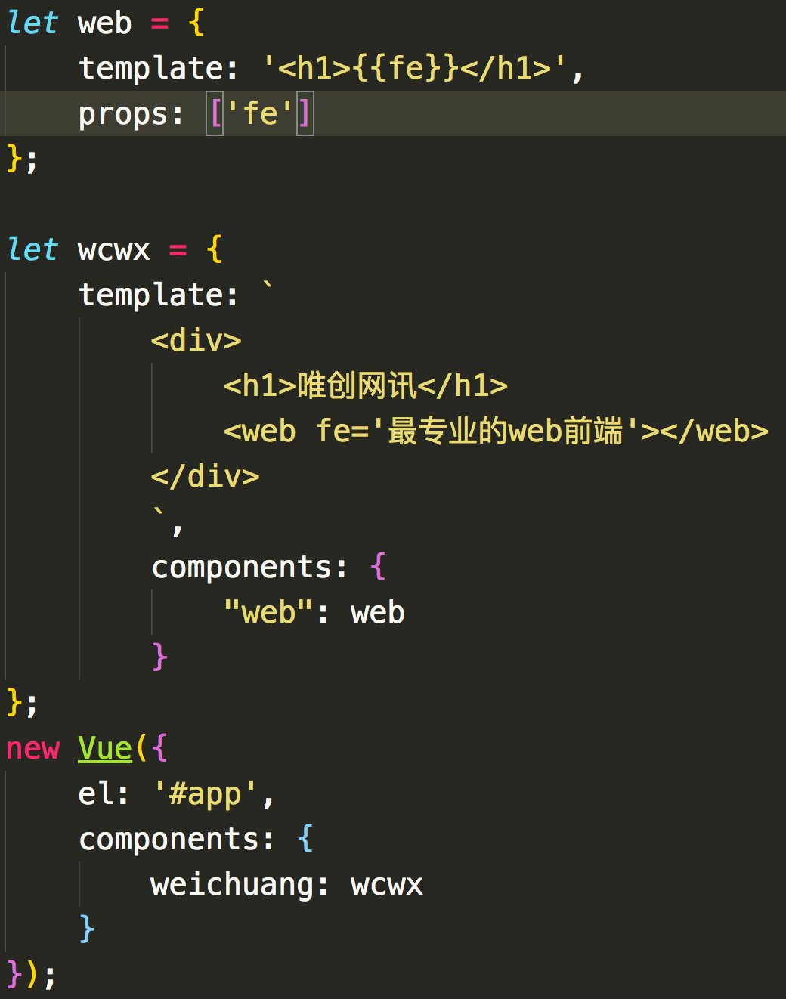 let web = {
    template: '<h1>{{fe}}</h1>',
    props: ['fe']
};

let wcwx = {
    template: `
        <div>
            <h1>唯创网讯</h1>
            <web fe='最专业的web前端'></web>
        </div>
        `,
        components: {
            "web": web
        }
};
new Vue({
    el: '#app',
    components: {
        weichuang: wcwx
    }
});